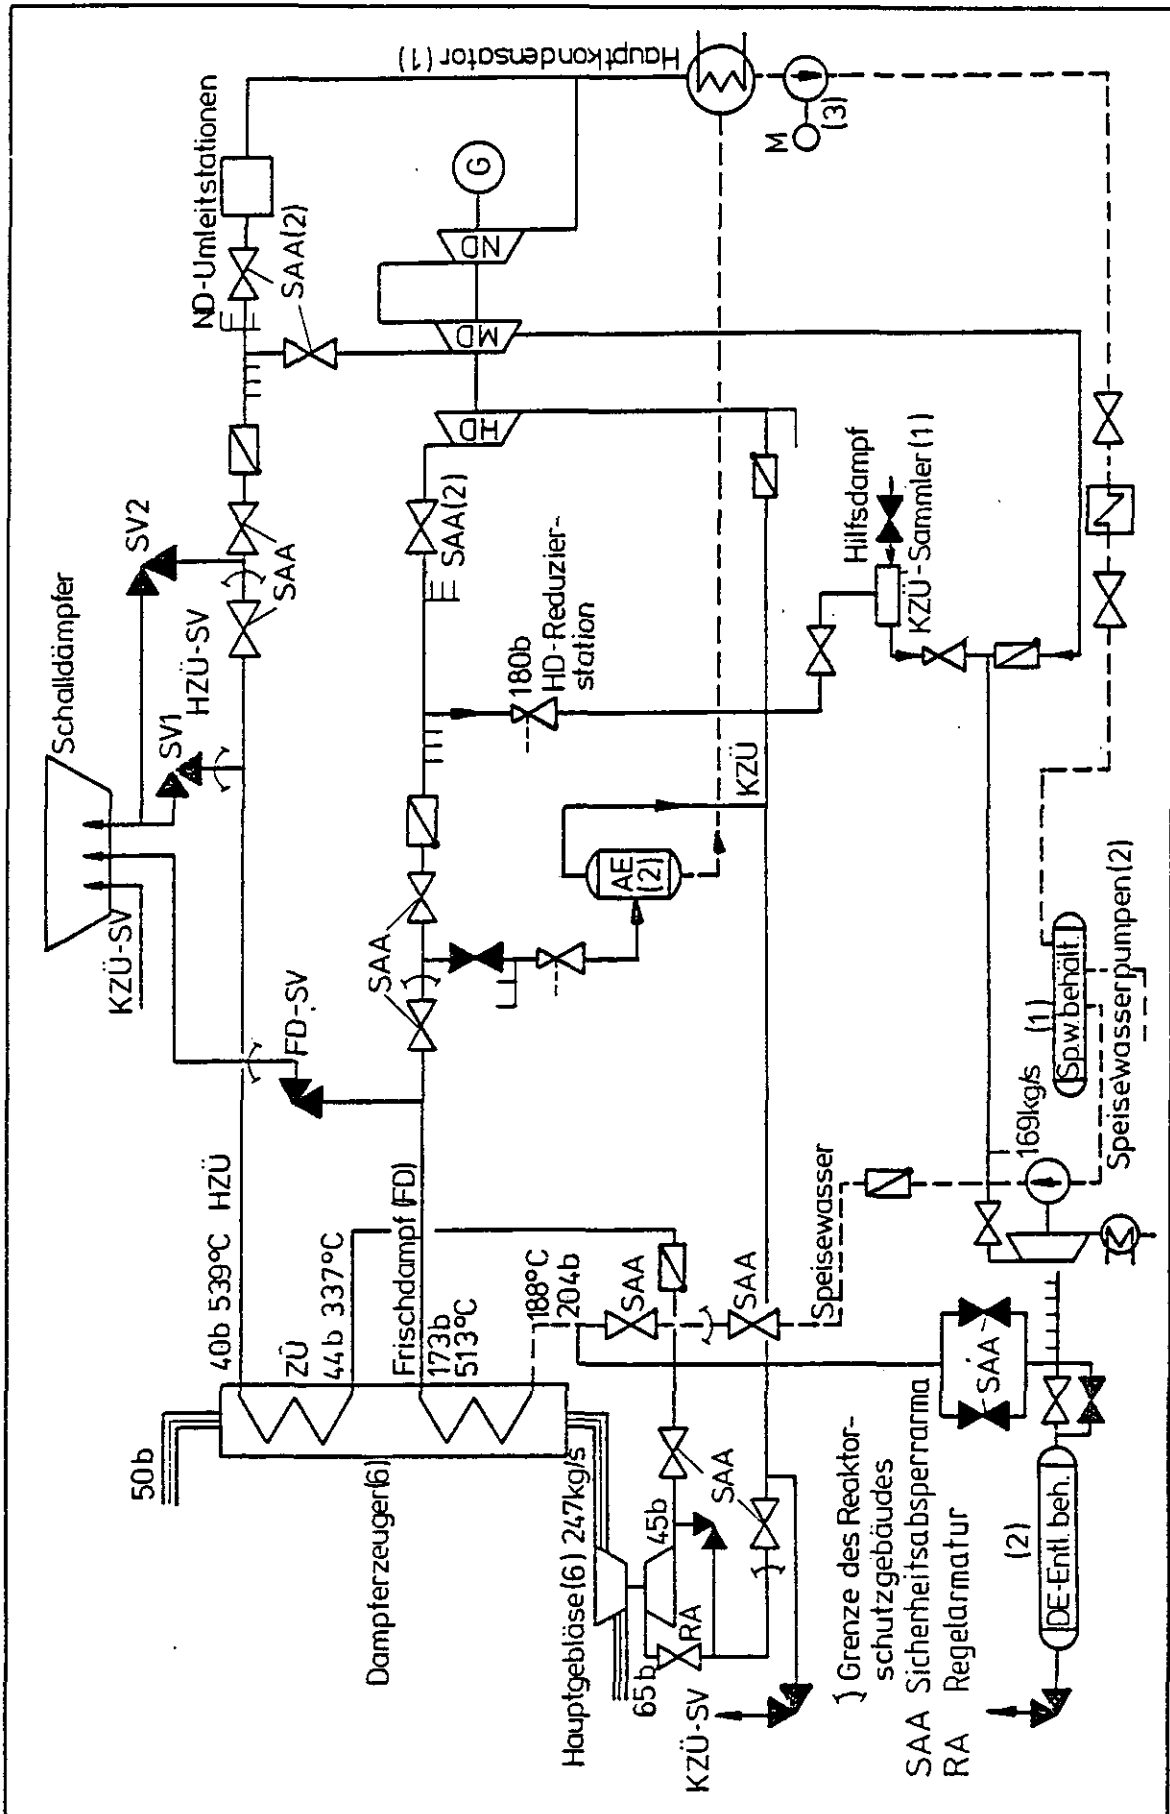 50b
40b 539°C HZÜ
ZÜ
44b 337°C
Frischdampf (FD)
173b
513°C
188°C
204b
Dampferzeuger(6)
Hauptgebläse(6) 247kg/s
65b
RA
45b
SAA
KZÜ-SV
SAA
SAA
Speisewasser
KZÜ-SV
FD-SV
Schalldämpfer
SV1
HZÜ-SV
SV2
SAA
SAA
AE
(2)
KZÜ
180b
HD-Reduzier-
station
SAA(2)
HD
MD
ND
G
ND-Umleitstationen
SAA(2)
Hauptkondensator (1)
M
(3)
Hilfsdampf
KZÜ-Sammler(1)
(1)
Sp.w.behält.
Speisewasserpumpen(2)
169kg/s
SAA
(2)
DE-Entl. beh.
) Grenze des Reaktor-
schutzgebäudes
SAA Sicherheitsabsperrarma
RA Regelarmatur